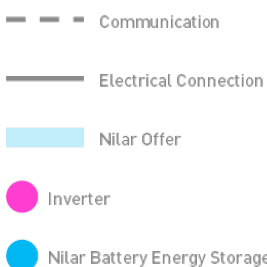 Communication
Electrical Connection
Nilar Offer
Inverter
Nilar Battery Energy Storage